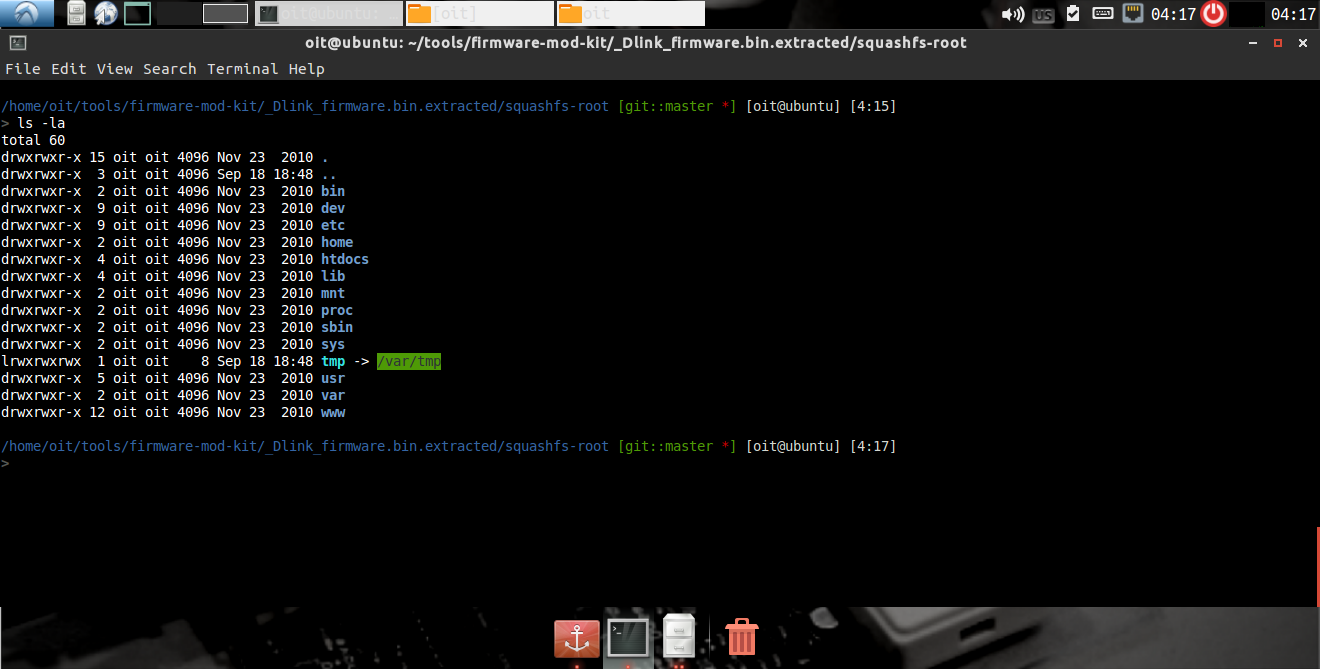 oit@ubuntu: [oit] oit US 04:17 04:17
oit@ubuntu: ~/tools/firmware-mod-kit/_Dlink_firmware.bin.extracted/squashfs-root
File Edit View Search Terminal Help
/home/oit/tools/firmware-mod-kit/_Dlink_firmware.bin.extracted/squashfs-root [git::master *] [oit@ubuntu] [4:15]
> ls -la
total 60
drwxrwxr-x 15 oit oit 4096 Nov 23  2010 .
drwxrwxr-x  3 oit oit 4096 Sep 18 18:48 ..
drwxrwxr-x  2 oit oit 4096 Nov 23  2010 bin
drwxrwxr-x  9 oit oit 4096 Nov 23  2010 dev
drwxrwxr-x  9 oit oit 4096 Nov 23  2010 etc
drwxrwxr-x  2 oit oit 4096 Nov 23  2010 home
drwxrwxr-x  4 oit oit 4096 Nov 23  2010 htdocs
drwxrwxr-x  4 oit oit 4096 Nov 23  2010 lib
drwxrwxr-x  2 oit oit 4096 Nov 23  2010 mnt
drwxrwxr-x  2 oit oit 4096 Nov 23  2010 proc
drwxrwxr-x  2 oit oit 4096 Nov 23  2010 sbin
drwxrwxr-x  2 oit oit 4096 Nov 23  2010 sys
lrwxrwxrwx  1 oit oit    8 Sep 18 18:48 tmp -> /var/tmp
drwxrwxr-x  5 oit oit 4096 Nov 23  2010 usr
drwxrwxr-x  2 oit oit 4096 Nov 23  2010 var
drwxrwxr-x 12 oit oit 4096 Nov 23  2010 www
/home/oit/tools/firmware-mod-kit/_Dlink_firmware.bin.extracted/squashfs-root [git::master *] [oit@ubuntu] [4:17]
>